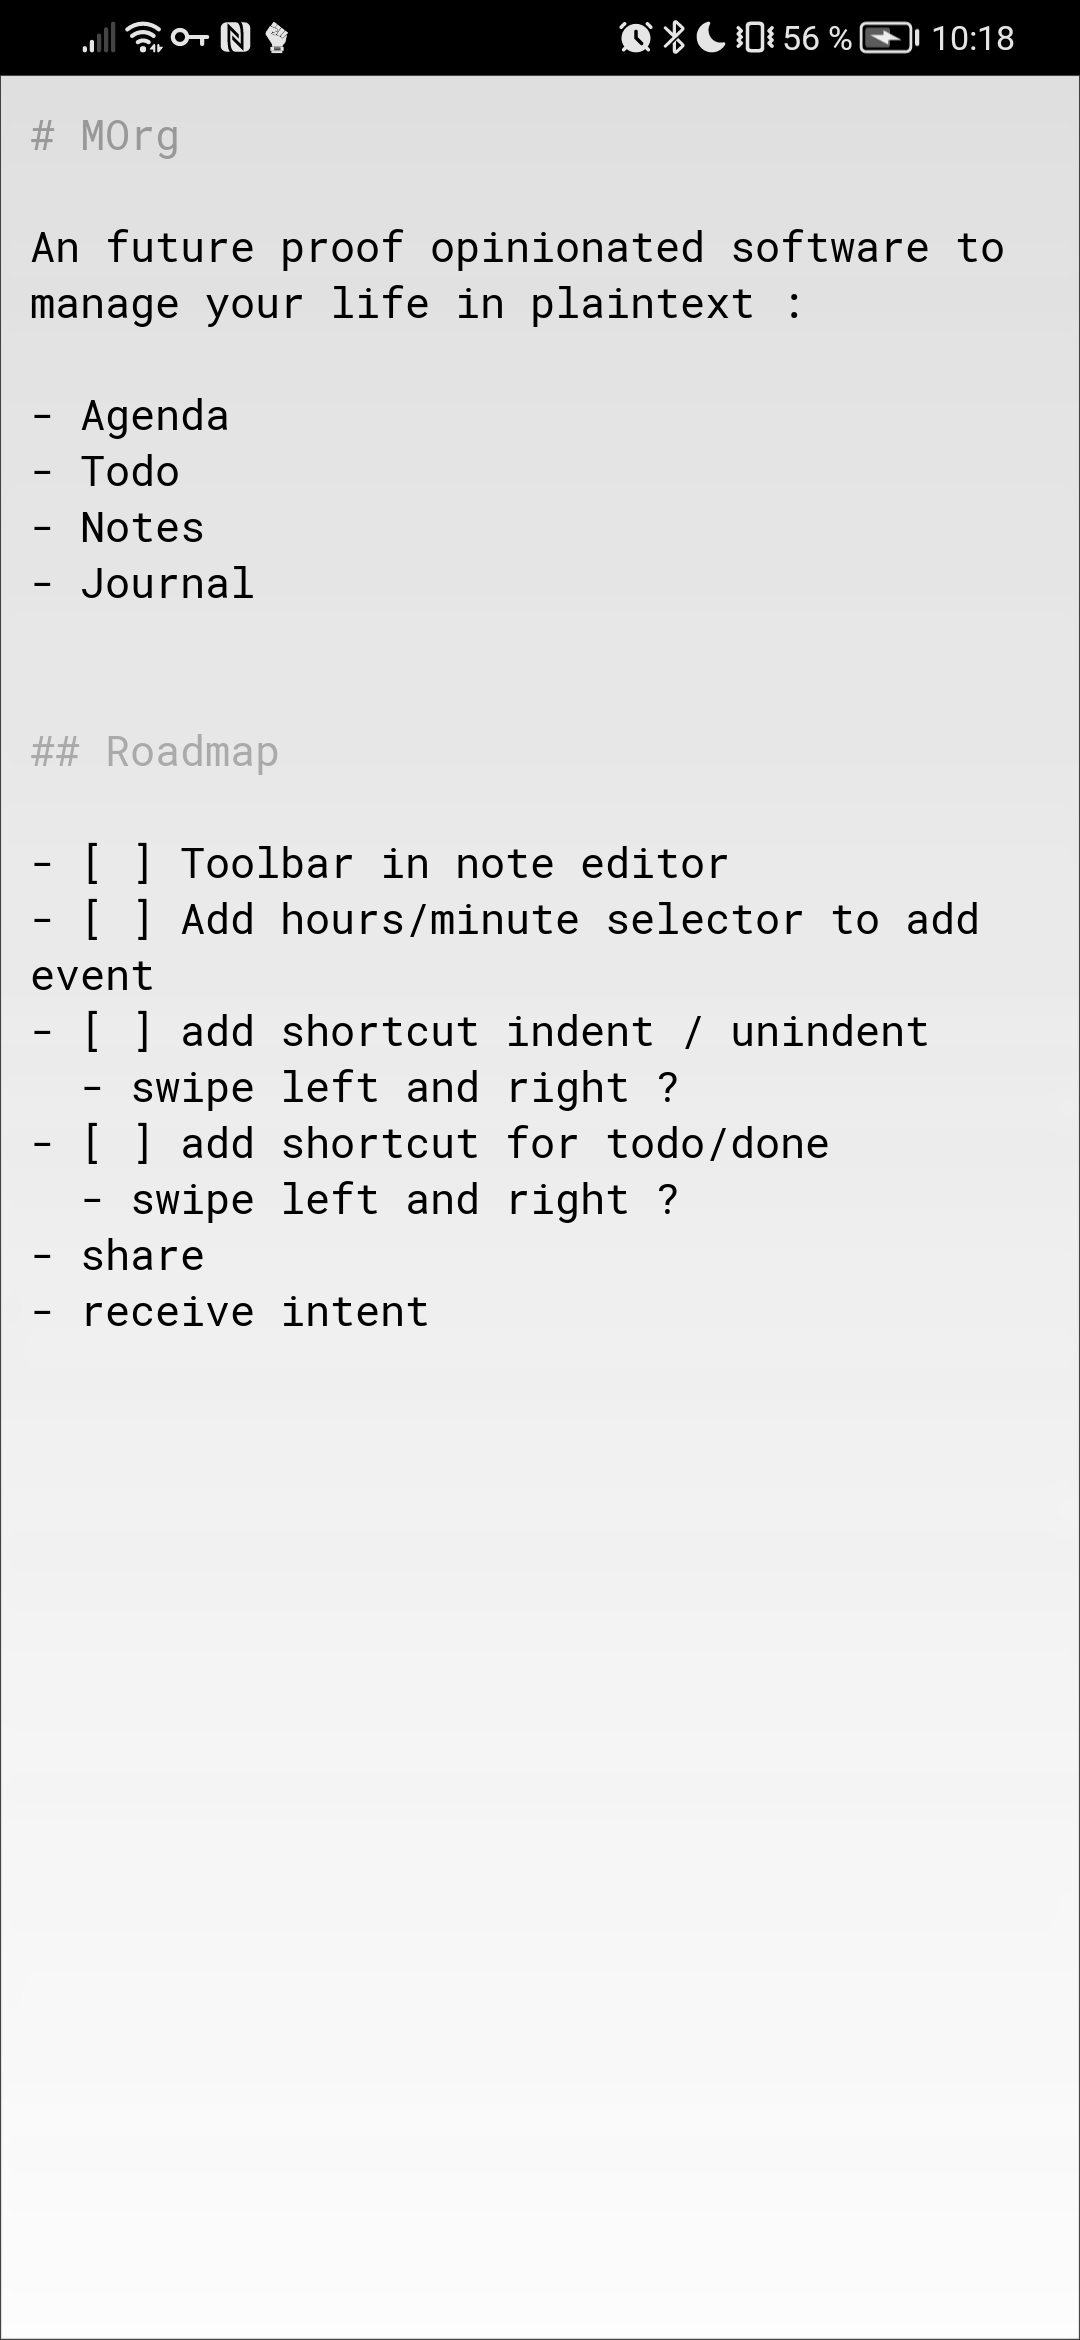 56 % 10:18
# MOrg
An future proof opinionated software to
manage your life in plaintext :
- Agenda
- Todo
- Notes
- Journal
## Roadmap
- [ ] Toolbar in note editor
- [ ] Add hours/minute selector to add
event
- [ ] add shortcut indent / unindent
  - swipe left and right ?
- [ ] add shortcut for todo/done
  - swipe left and right ?
- share
- receive intent